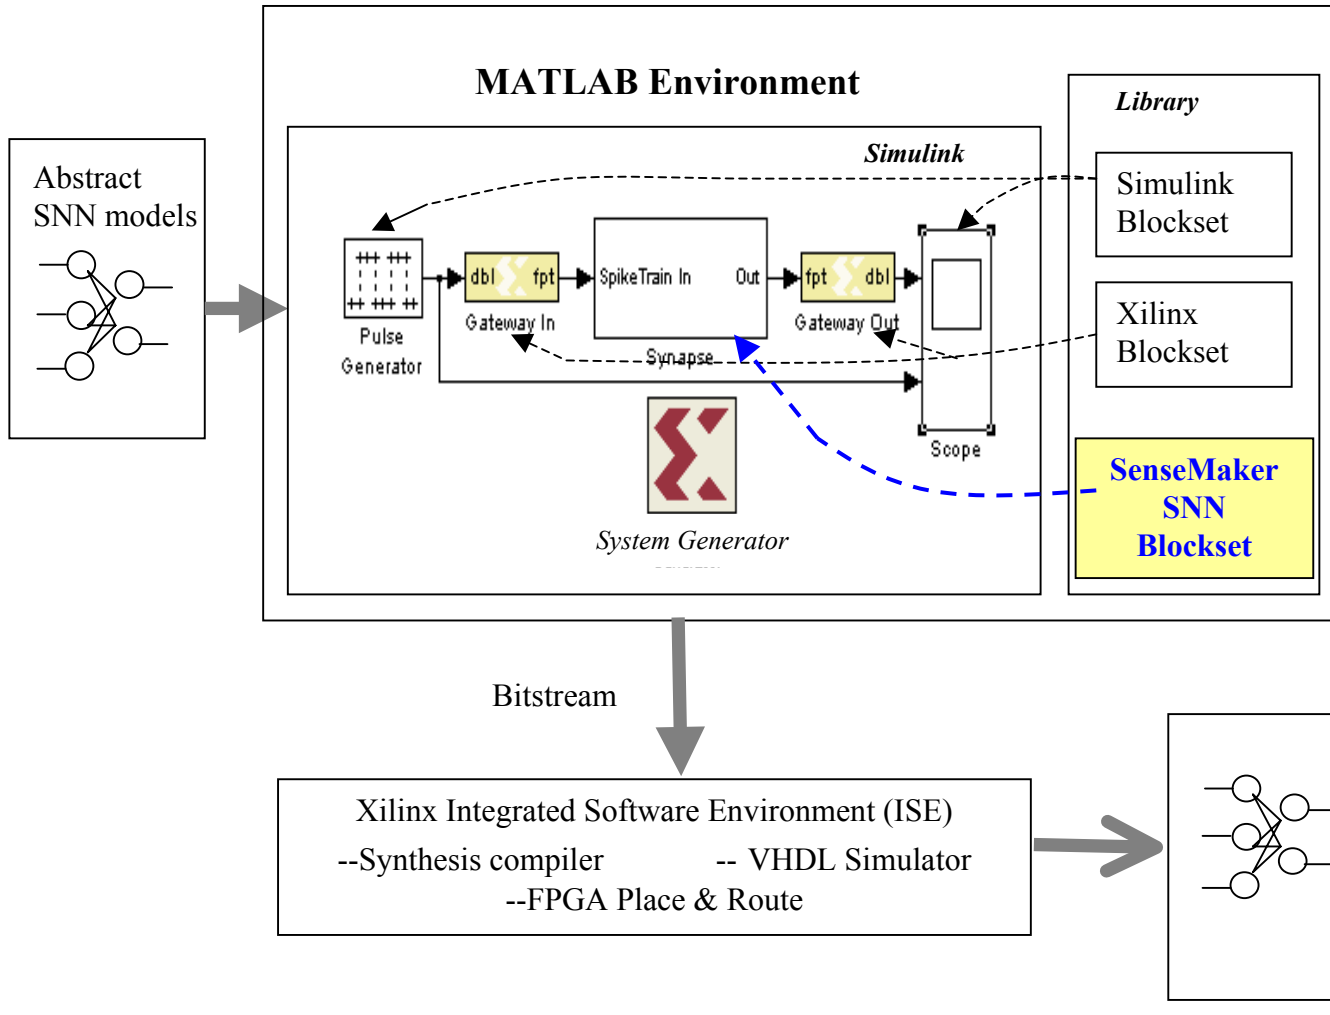 MATLAB Environment
Library
Simulink
Abstract
SNN models
Simulink
Blockset
dbl fpt
SpikeTrain In Out
fpt dbl
Gateway In
Gateway Out
Pulse
Generator
Synapse
Xilinx
Blockset
Scope
SenseMaker
SNN
Blockset
System Generator
Bitstream
Xilinx Integrated Software Environment (ISE)
--Synthesis compiler -- VHDL Simulator
--FPGA Place & Route